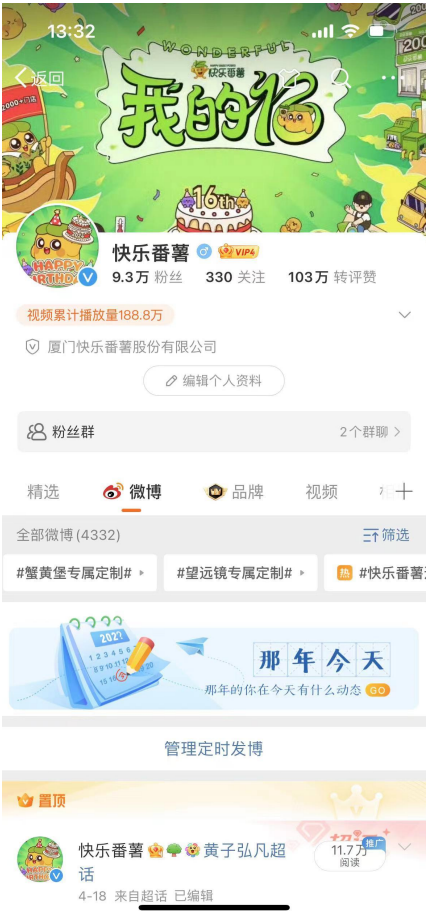 13:32
WONDERFUL
快乐番薯
返回
200
2000+门店
我的16
16th
HAPPY
BIRTHDAY
快乐番薯 VIP4
9.3万 粉丝 330 关注 103万 转评赞
视频累计播放量188.8万
厦门快乐番薯股份有限公司
编辑个人资料
粉丝群 2个群聊
精选 微博 品牌 视频
全部微博(4332) 筛选
#蟹黄堡专属定制# #望远镜专属定制# 热 #快乐番薯
202?
那年今天
那年的你在今天有什么动态 GO
管理定时发博
置顶
快乐番薯 黄子弘凡超话
11.7万 推广
阅读
4-18 来自超话 已编辑